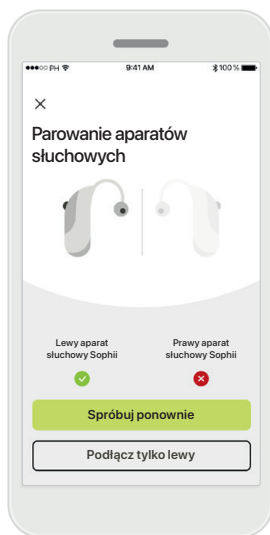 PH 9:41 AM 100 %
Parowanie aparatów
słuchowych
Lewy aparat
słuchowy Sophii
Prawy aparat
słuchowy Sophii
Spróbuj ponownie
Podłącz tylko lewy